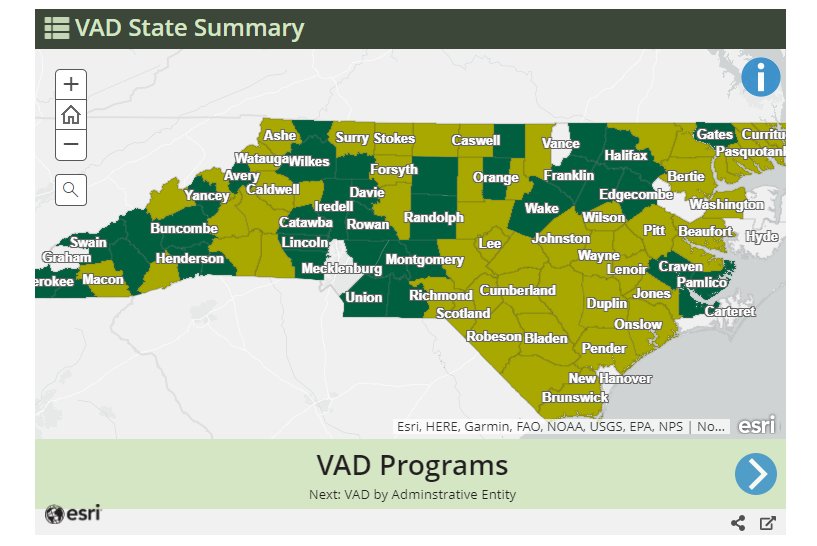 VAD State Summary
+
−
i
Ashe
Surry
Stokes
Caswell
Vance
Gates
Curritu
Pasquotank
Watauga
Wilkes
Forsyth
Halifax
Avery
Caldwell
Orange
Franklin
Bertie
Yancey
Davie
Edgecombe
Iredell
Wake
Wilson
Washington
Catawba
Rowan
Randolph
Buncombe
Pitt
Beaufort
Swain
Lincoln
Lee
Johnston
Hyde
Graham
Henderson
Mecklenburg
Montgomery
Wayne
Lenoir
Craven
erokee
Macon
Pamlico
Union
Richmond
Cumberland
Duplin
Jones
Scotland
Carteret
Onslow
Robeson
Bladen
Pender
New Hanover
Brunswick
Esri, HERE, Garmin, FAO, NOAA, USGS, EPA, NPS | No...
esri
VAD Programs
Next: VAD by Adminstrative Entity
esri